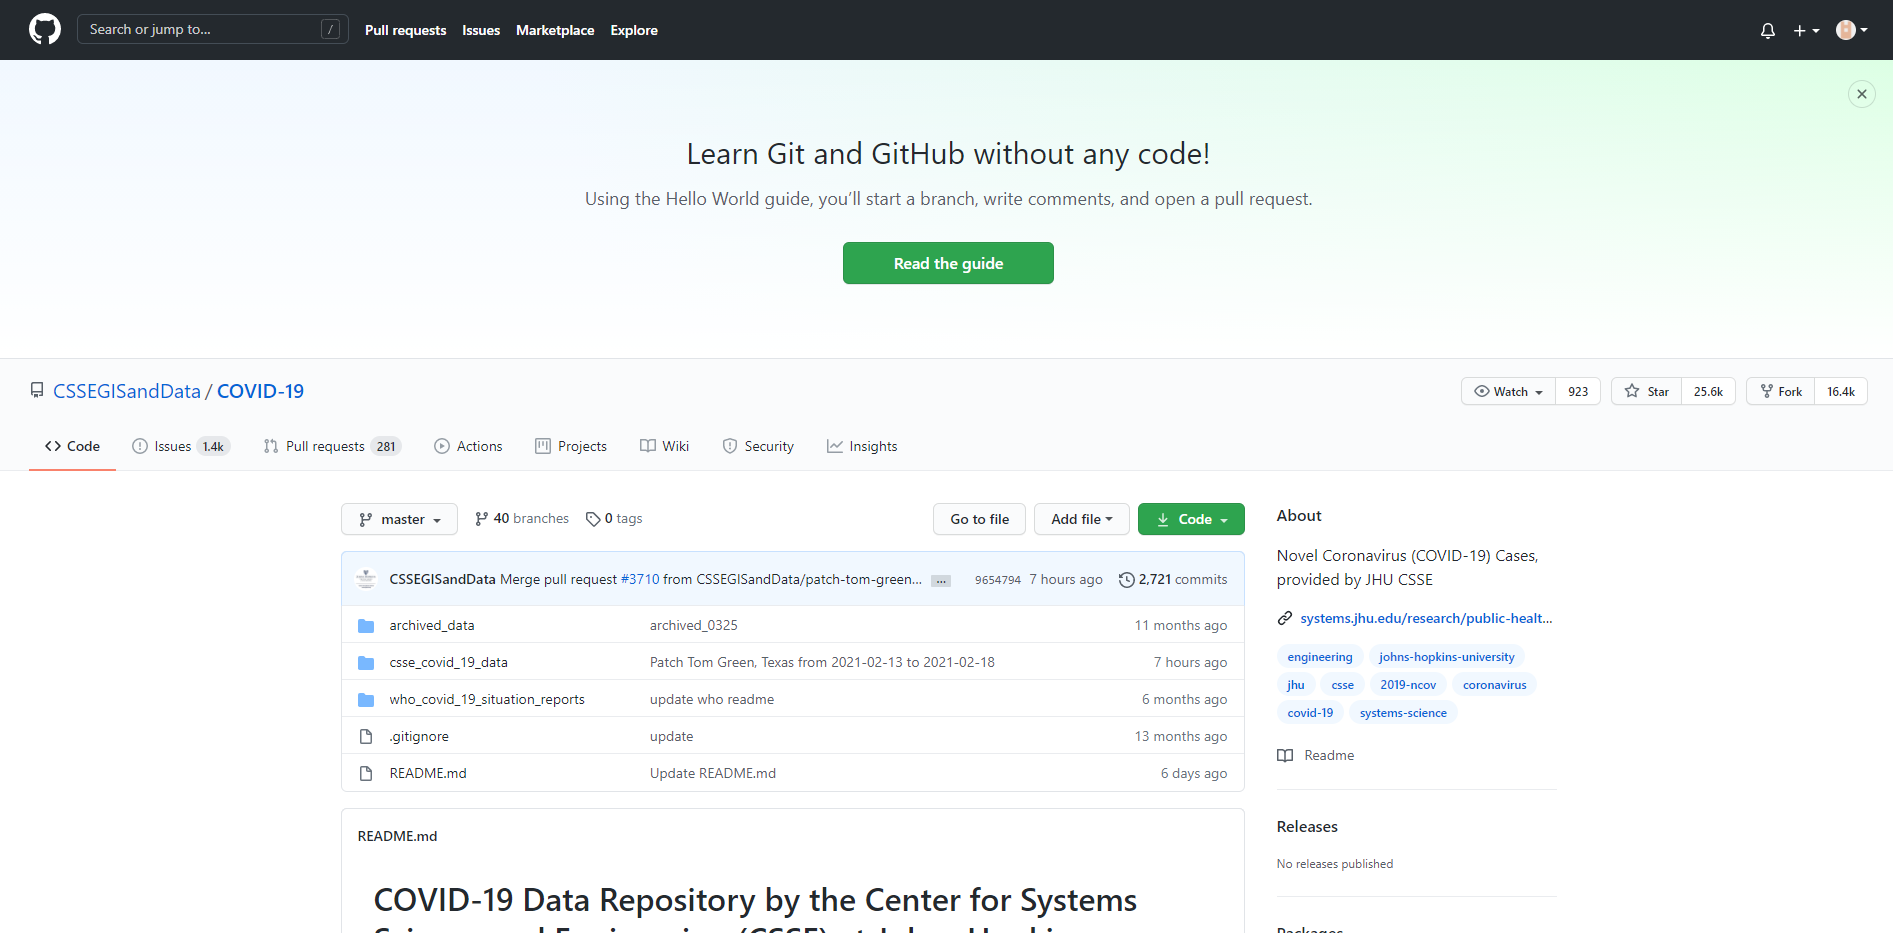 Search or jump to... /
Pull requests Issues Marketplace Explore
Learn Git and GitHub without any code!
Using the Hello World guide, you’ll start a branch, write comments, and open a pull request.
Read the guide
CSSEGISandData / COVID-19
Watch 923 Star 25.6k Fork 16.4k
Code Issues 1.4k Pull requests 281 Actions Projects Wiki Security Insights
master 40 branches 0 tags Go to file Add file Code
CSSEGISandData Merge pull request #3710 from CSSEGISandData/patch-tom-green... ... 9654794 7 hours ago 2,721 commits
archived_data archived_0325 11 months ago
csse_covid_19_data Patch Tom Green, Texas from 2021-02-13 to 2021-02-18 7 hours ago
who_covid_19_situation_reports update who readme 6 months ago
.gitignore update 13 months ago
README.md Update README.md 6 days ago
README.md
COVID-19 Data Repository by the Center for Systems
About
Novel Coronavirus (COVID-19) Cases,
provided by JHU CSSE
systems.jhu.edu/research/public-healt...
engineering johns-hopkins-university
jhu csse 2019-ncov coronavirus
covid-19 systems-science
Readme
Releases
No releases published
Packages